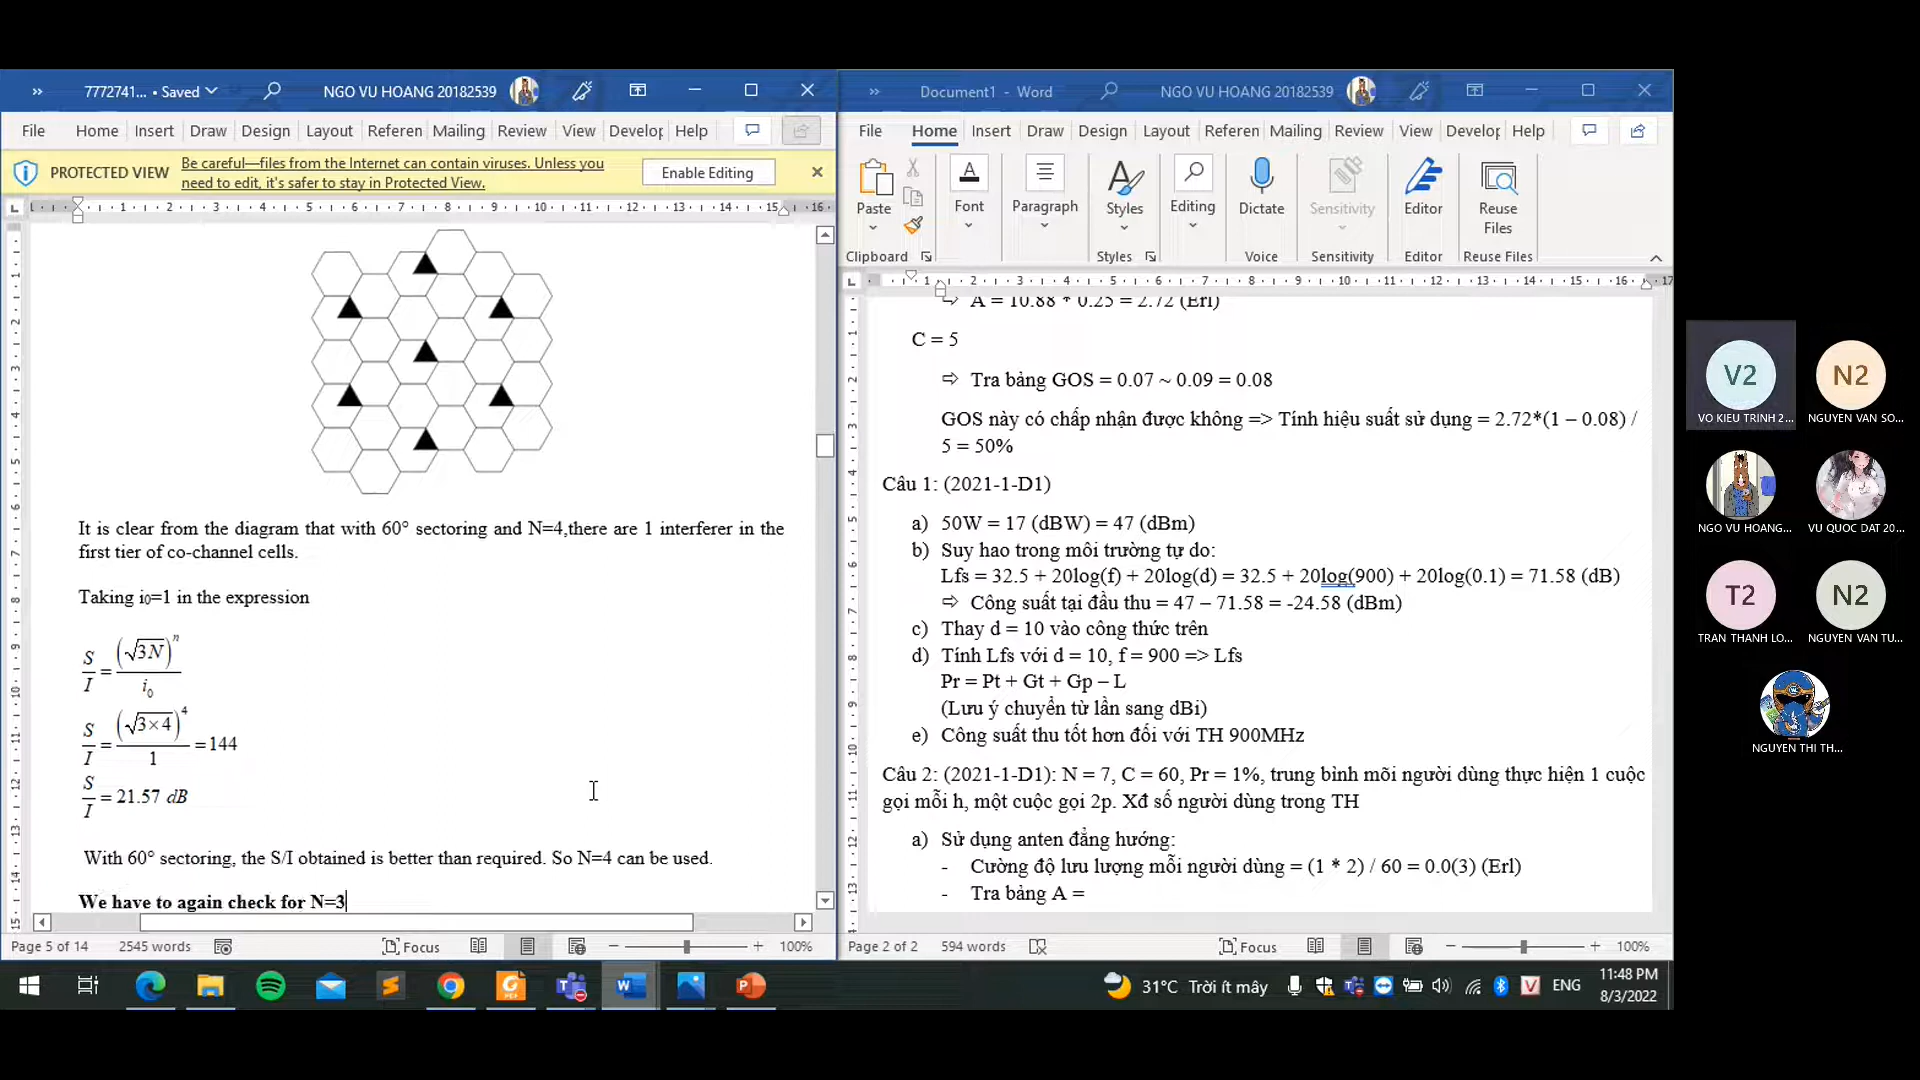 7772741... • Saved
NGO VU HOANG 20182539
File Home Insert Draw Design Layout Referen Mailing Review View Develop Help
PROTECTED VIEW
Be careful—files from the Internet can contain viruses. Unless you
need to edit, it's safer to stay in Protected View.
Enable Editing
It is clear from the diagram that with 60° sectoring and N=4,there are 1 interferer in the
first tier of co-channel cells.
Taking i₀=1 in the expression
S/I = (√3N)ⁿ / i₀
S/I = (√3×4)⁴ / 1 = 144
S/I = 21.57 dB
With 60° sectoring, the S/I obtained is better than required. So N=4 can be used.
We have to again check for N=3
Page 5 of 14 2545 words Focus 100%
Document1 - Word
NGO VU HOANG 20182539
File Home Insert Draw Design Layout Referen Mailing Review View Develop Help
Paste Font Paragraph Styles Editing Dictate Sensitivity Editor Reuse
Files
Clipboard Styles Voice Sensitivity Editor Reuse Files
⇨ A = 10.88 * 0.25 = 2.72 (Erl)
C = 5
⇨ Tra bảng GOS = 0.07 ~ 0.09 = 0.08
GOS này có chấp nhận được không => Tính hiệu suất sử dụng = 2.72*(1 – 0.08) /
5 = 50%
Câu 1: (2021-1-D1)
a) 50W = 17 (dBW) = 47 (dBm)
b) Suy hao trong môi trường tự do:
Lfs = 32.5 + 20log(f) + 20log(d) = 32.5 + 20log(900) + 20log(0.1) = 71.58 (dB)
⇨ Công suất tại đầu thu = 47 – 71.58 = -24.58 (dBm)
c) Thay d = 10 vào công thức trên
d) Tính Lfs với d = 10, f = 900 => Lfs
Pr = Pt + Gt + Gp – L
(Lưu ý chuyển từ lần sang dBi)
e) Công suất thu tốt hơn đối với TH 900MHz
Câu 2: (2021-1-D1): N = 7, C = 60, Pr = 1%, trung bình mõi người dùng thực hiện 1 cuộc
gọi mỗi h, một cuộc gọi 2p. Xđ số người dùng trong TH
a) Sử dụng anten đẳng hướng:
- Cường độ lưu lượng mỗi người dùng = (1 * 2) / 60 = 0.0(3) (Erl)
- Tra bảng A =
Page 2 of 2 594 words Focus 100%
31°C Trời ít mây ENG 11:48 PM
8/3/2022
V2 N2
VO KIEU TRINH 2... NGUYEN VAN SO...
NGO VU HOANG... VU QUOC DAT 20...
T2 N2
TRAN THANH LO... NGUYEN VAN TU...
NGUYEN THI TH...